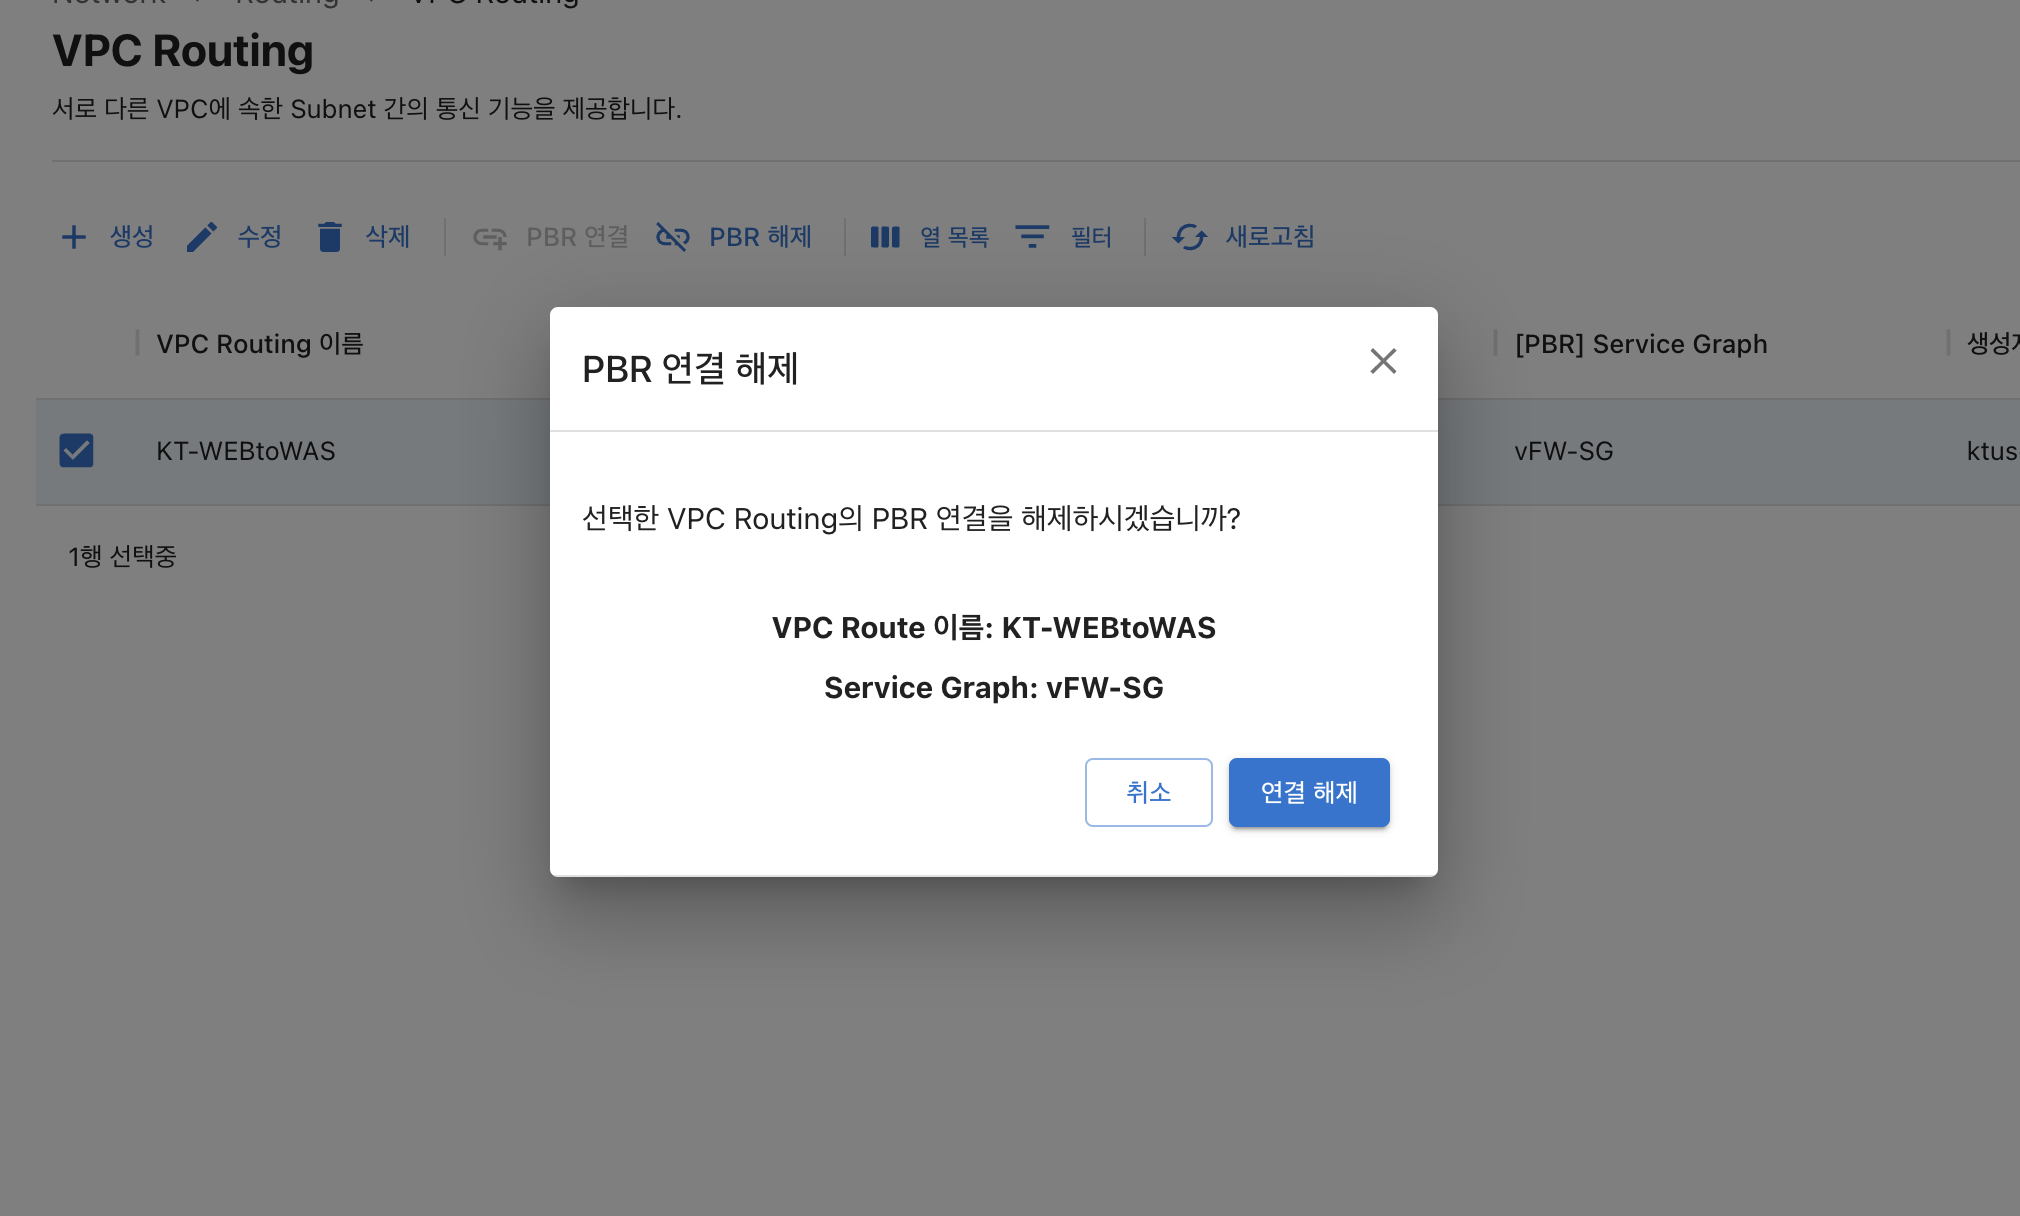 Network > Routing > VPC Routing
VPC Routing
서로 다른 VPC에 속한 Subnet 간의 통신 기능을 제공합니다.
생성 수정 삭제 PBR 연결 PBR 해제 열 목록 필터 새로고침
VPC Routing 이름 [PBR] Service Graph
KT-WEBtoWAS vFW-SG ktus
1행 선택중
PBR 연결 해제
선택한 VPC Routing의 PBR 연결을 해제하시겠습니까?
VPC Route 이름: KT-WEBtoWAS
Service Graph: vFW-SG
취소 연결 해제